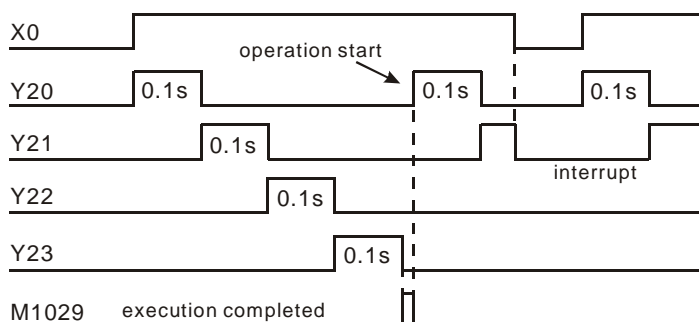 X0
operation start
Y20 0.1s 0.1s 0.1s
Y21 0.1s
interrupt
Y22 0.1s
Y23 0.1s
M1029 execution completed